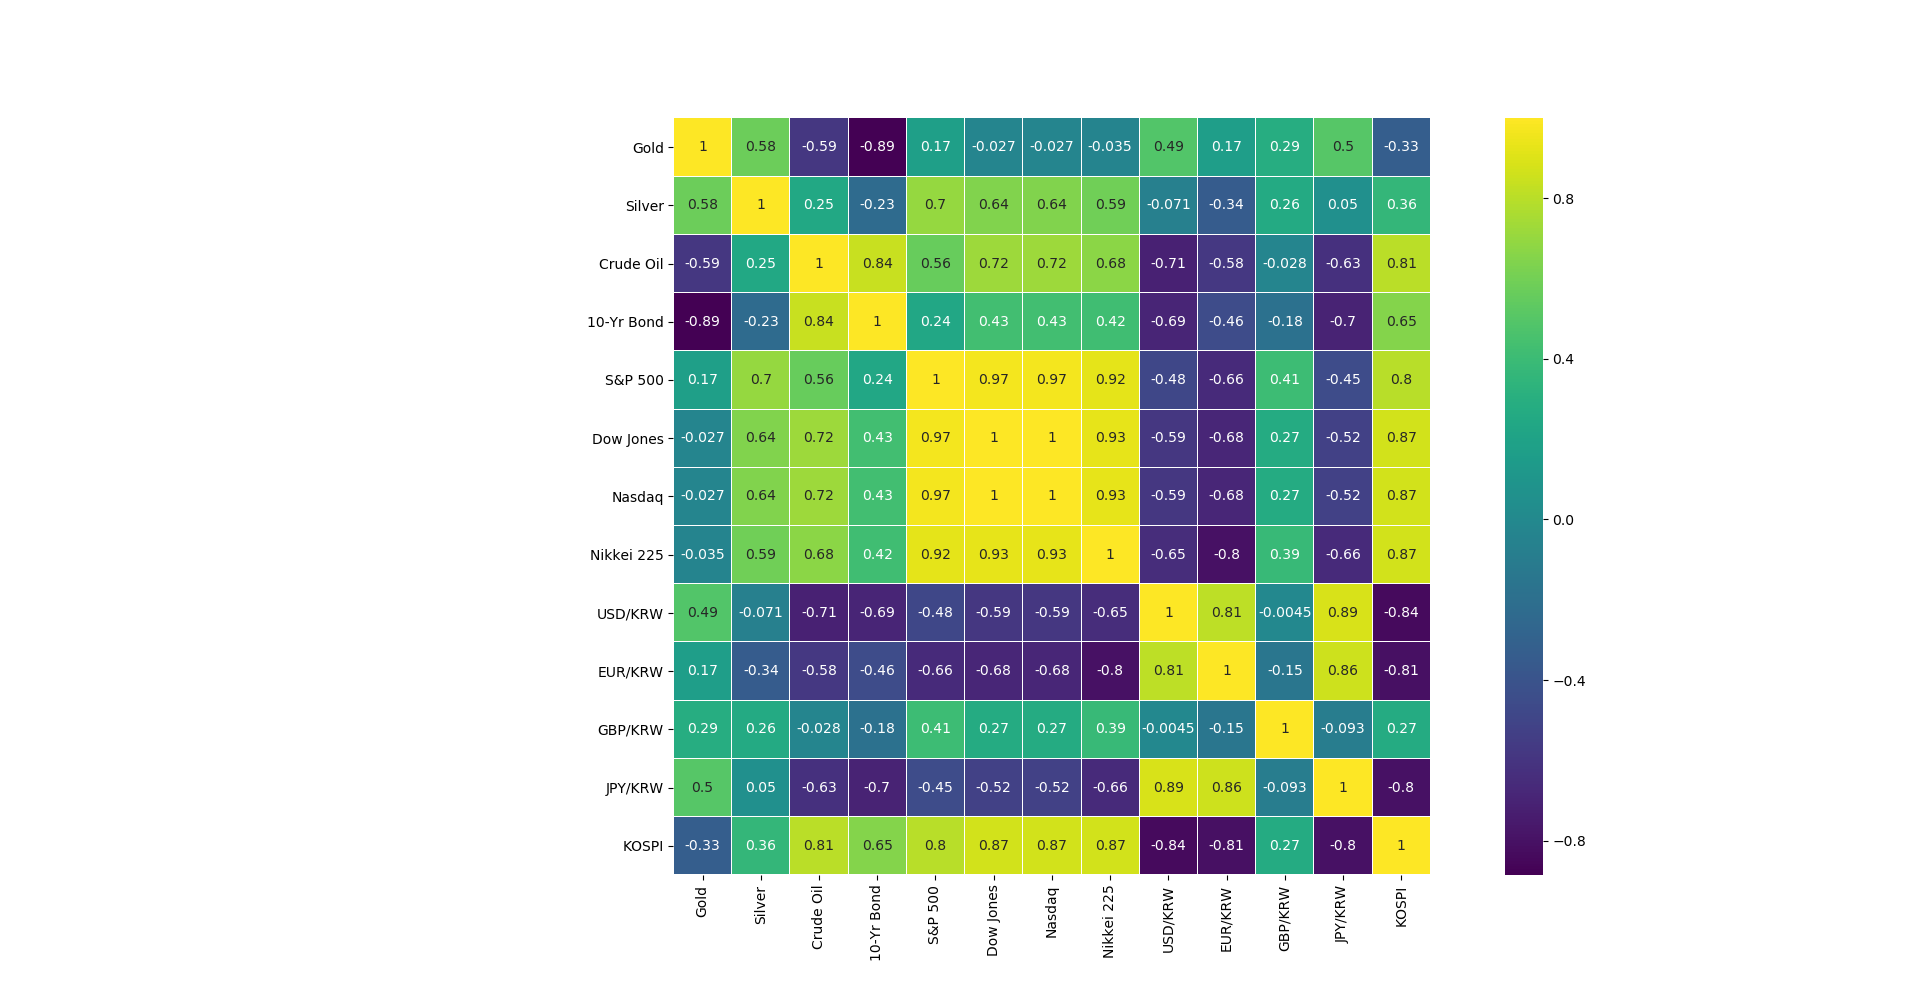 Gold 1 0.58 -0.59 -0.89 0.17 -0.027 -0.027 -0.035 0.49 0.17 0.29 0.5 -0.33
Silver 0.58 1 0.25 -0.23 0.7 0.64 0.64 0.59 -0.071 -0.34 0.26 0.05 0.36
0.8
Crude Oil -0.59 0.25 1 0.84 0.56 0.72 0.72 0.68 -0.71 -0.58 -0.028 -0.63 0.81
10-Yr Bond -0.89 -0.23 0.84 1 0.24 0.43 0.43 0.42 -0.69 -0.46 -0.18 -0.7 0.65
0.4
S&P 500 0.17 0.7 0.56 0.24 1 0.97 0.97 0.92 -0.48 -0.66 0.41 -0.45 0.8
Dow Jones -0.027 0.64 0.72 0.43 0.97 1 1 0.93 -0.59 -0.68 0.27 -0.52 0.87
Nasdaq -0.027 0.64 0.72 0.43 0.97 1 1 0.93 -0.59 -0.68 0.27 -0.52 0.87
0.0
Nikkei 225 -0.035 0.59 0.68 0.42 0.92 0.93 0.93 1 -0.65 -0.8 0.39 -0.66 0.87
USD/KRW 0.49 -0.071 -0.71 -0.69 -0.48 -0.59 -0.59 -0.65 1 0.81 -0.0045 0.89 -0.84
EUR/KRW 0.17 -0.34 -0.58 -0.46 -0.66 -0.68 -0.68 -0.8 0.81 1 -0.15 0.86 -0.81
−0.4
GBP/KRW 0.29 0.26 -0.028 -0.18 0.41 0.27 0.27 0.39 -0.0045 -0.15 1 -0.093 0.27
JPY/KRW 0.5 0.05 -0.63 -0.7 -0.45 -0.52 -0.52 -0.66 0.89 0.86 -0.093 1 -0.8
KOSPI -0.33 0.36 0.81 0.65 0.8 0.87 0.87 0.87 -0.84 -0.81 0.27 -0.8 1
−0.8
Gold Silver Crude Oil 10-Yr Bond S&P 500 Dow Jones Nasdaq Nikkei 225 USD/KRW EUR/KRW GBP/KRW JPY/KRW KOSPI